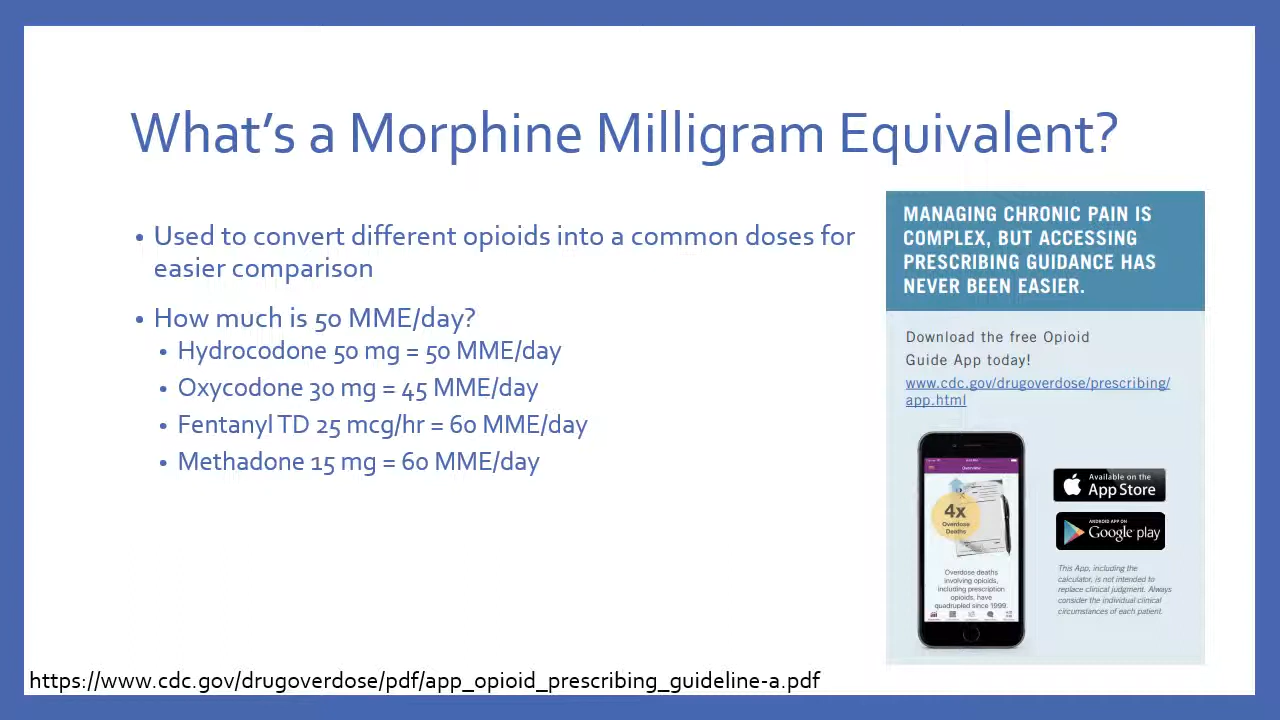 What's a Morphine Milligram Equivalent?
• Used to convert different opioids into a common doses for
easier comparison
• How much is 50 MME/day?
• Hydrocodone 50 mg = 50 MME/day
• Oxycodone 30 mg = 45 MME/day
• Fentanyl TD 25 mcg/hr = 60 MME/day
• Methadone 15 mg = 60 MME/day
MANAGING CHRONIC PAIN IS
COMPLEX, BUT ACCESSING
PRESCRIBING GUIDANCE HAS
NEVER BEEN EASIER.
Download the free Opioid
Guide App today!
www.cdc.gov/drugoverdose/prescribing/
app.html
Overview
4x
Overdose
Deaths
Overdose deaths
involving opioids,
including prescription
opioids, have
quadrupled since 1999.
Available on the
App Store
ANDROID APP ON
Google play
This App, including the
calculator, is not intended to
replace clinical judgment. Always
consider the individual clinical
circumstances of each patient.
https://www.cdc.gov/drugoverdose/pdf/app_opioid_prescribing_guideline-a.pdf